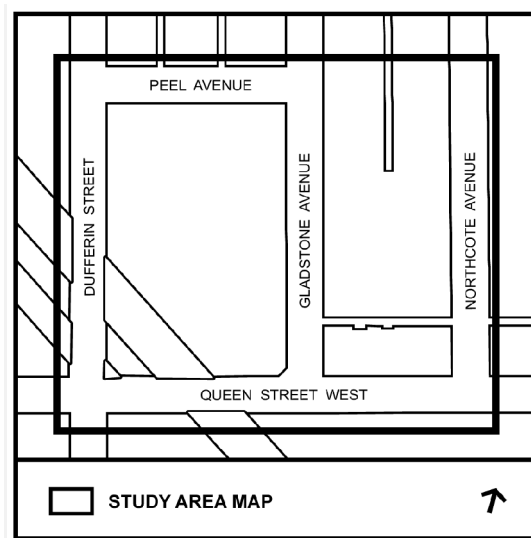 PEEL AVENUE
DUFFERIN STREET
GLADSTONE AVENUE
NORTHCOTE AVENUE
QUEEN STREET WEST
STUDY AREA MAP